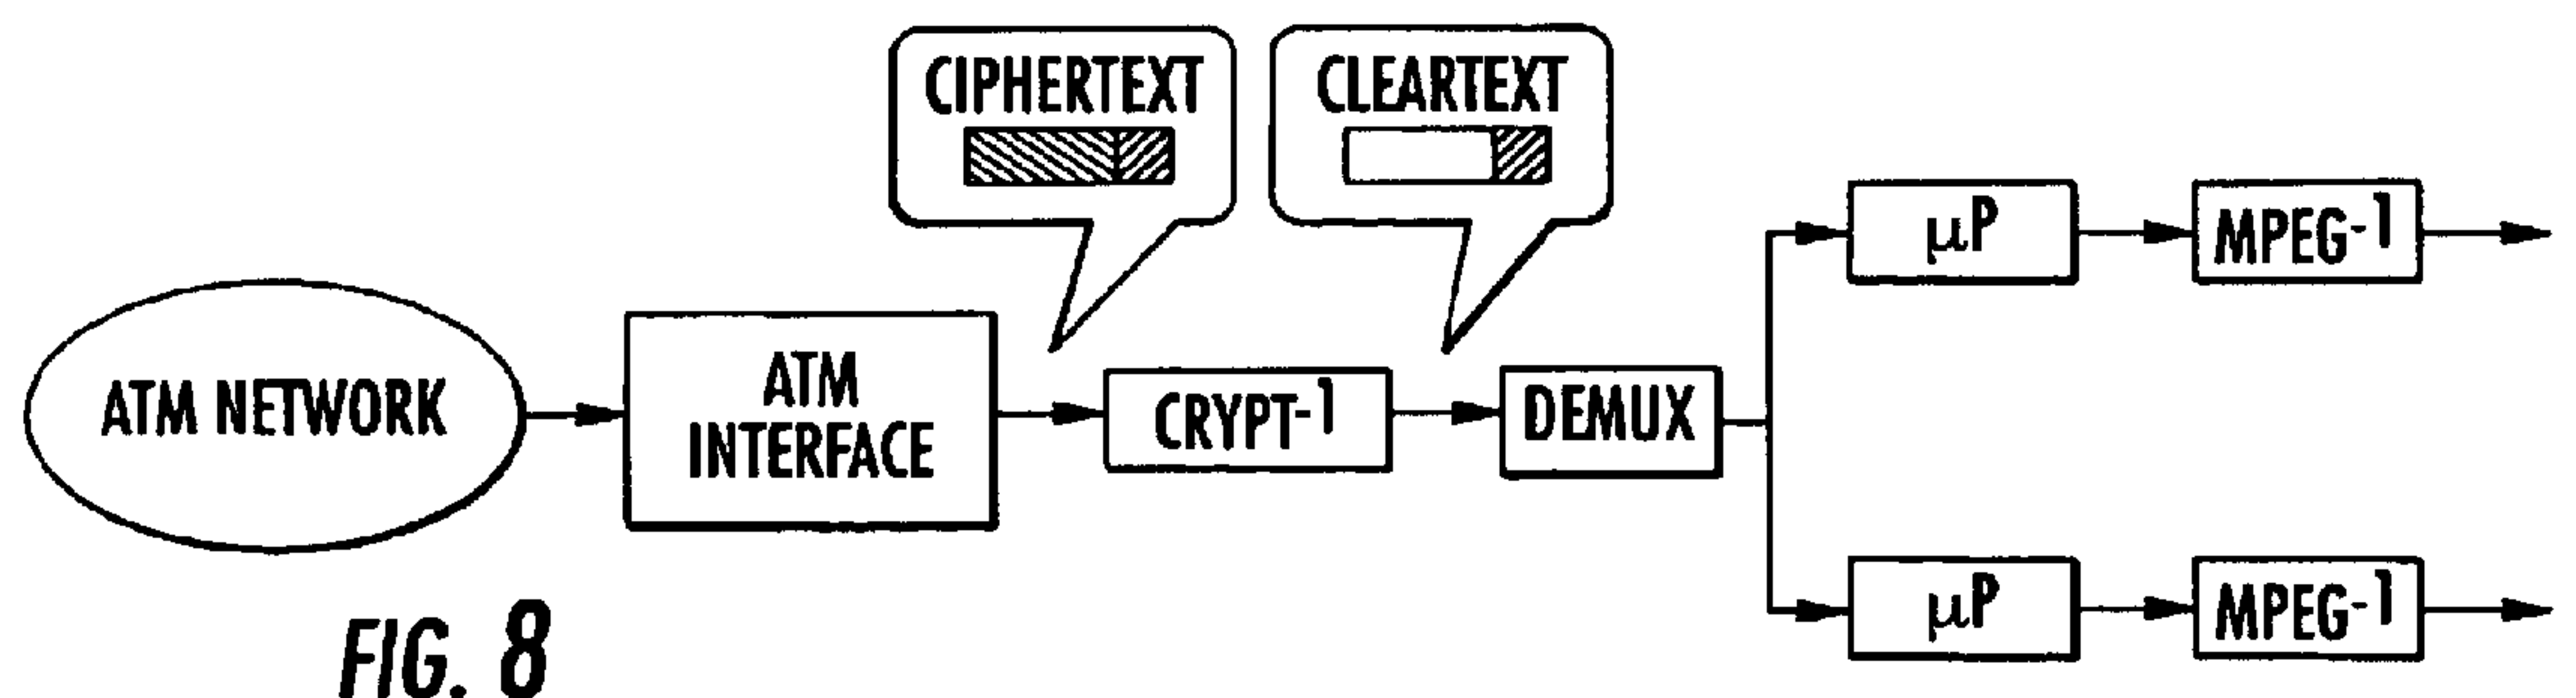 CIPHERTEXT
CLEARTEXT
ATM NETWORK
ATM
INTERFACE
CRYPT-1
DEMUX
µP
MPEG-1
µP
MPEG-1
FIG. 8